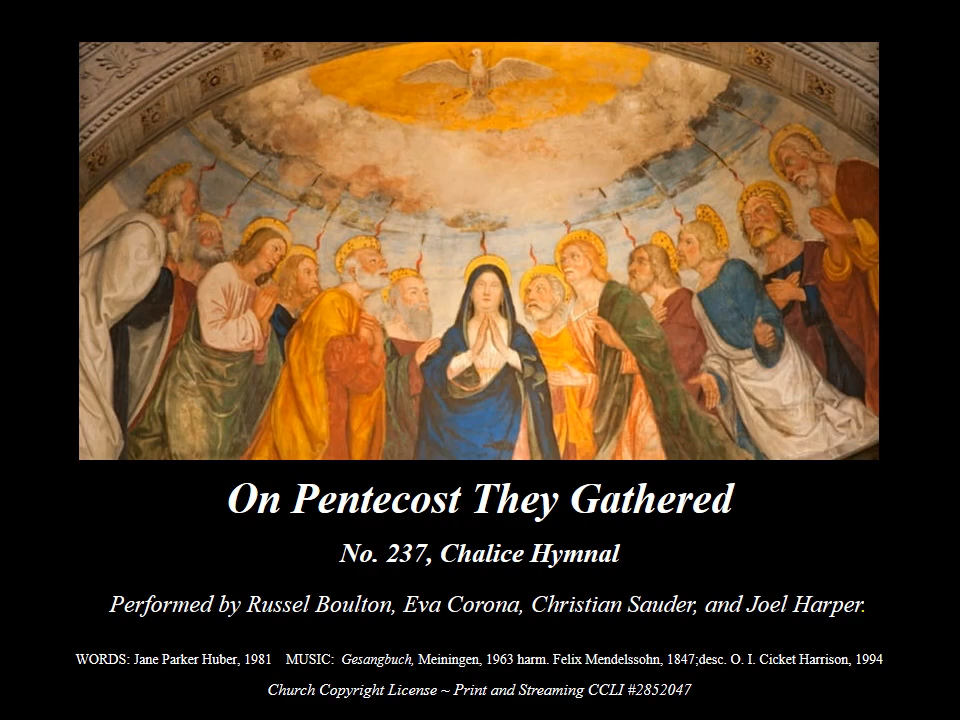 On Pentecost They Gathered
No. 237, Chalice Hymnal
Performed by Russel Boulton, Eva Corona, Christian Sauder, and Joel Harper.
WORDS: Jane Parker Huber, 1981 MUSIC: Gesangbuch, Meiningen, 1963 harm. Felix Mendelssohn, 1847;desc. O. I. Cicket Harrison, 1994
Church Copyright License ~ Print and Streaming CCLI #2852047